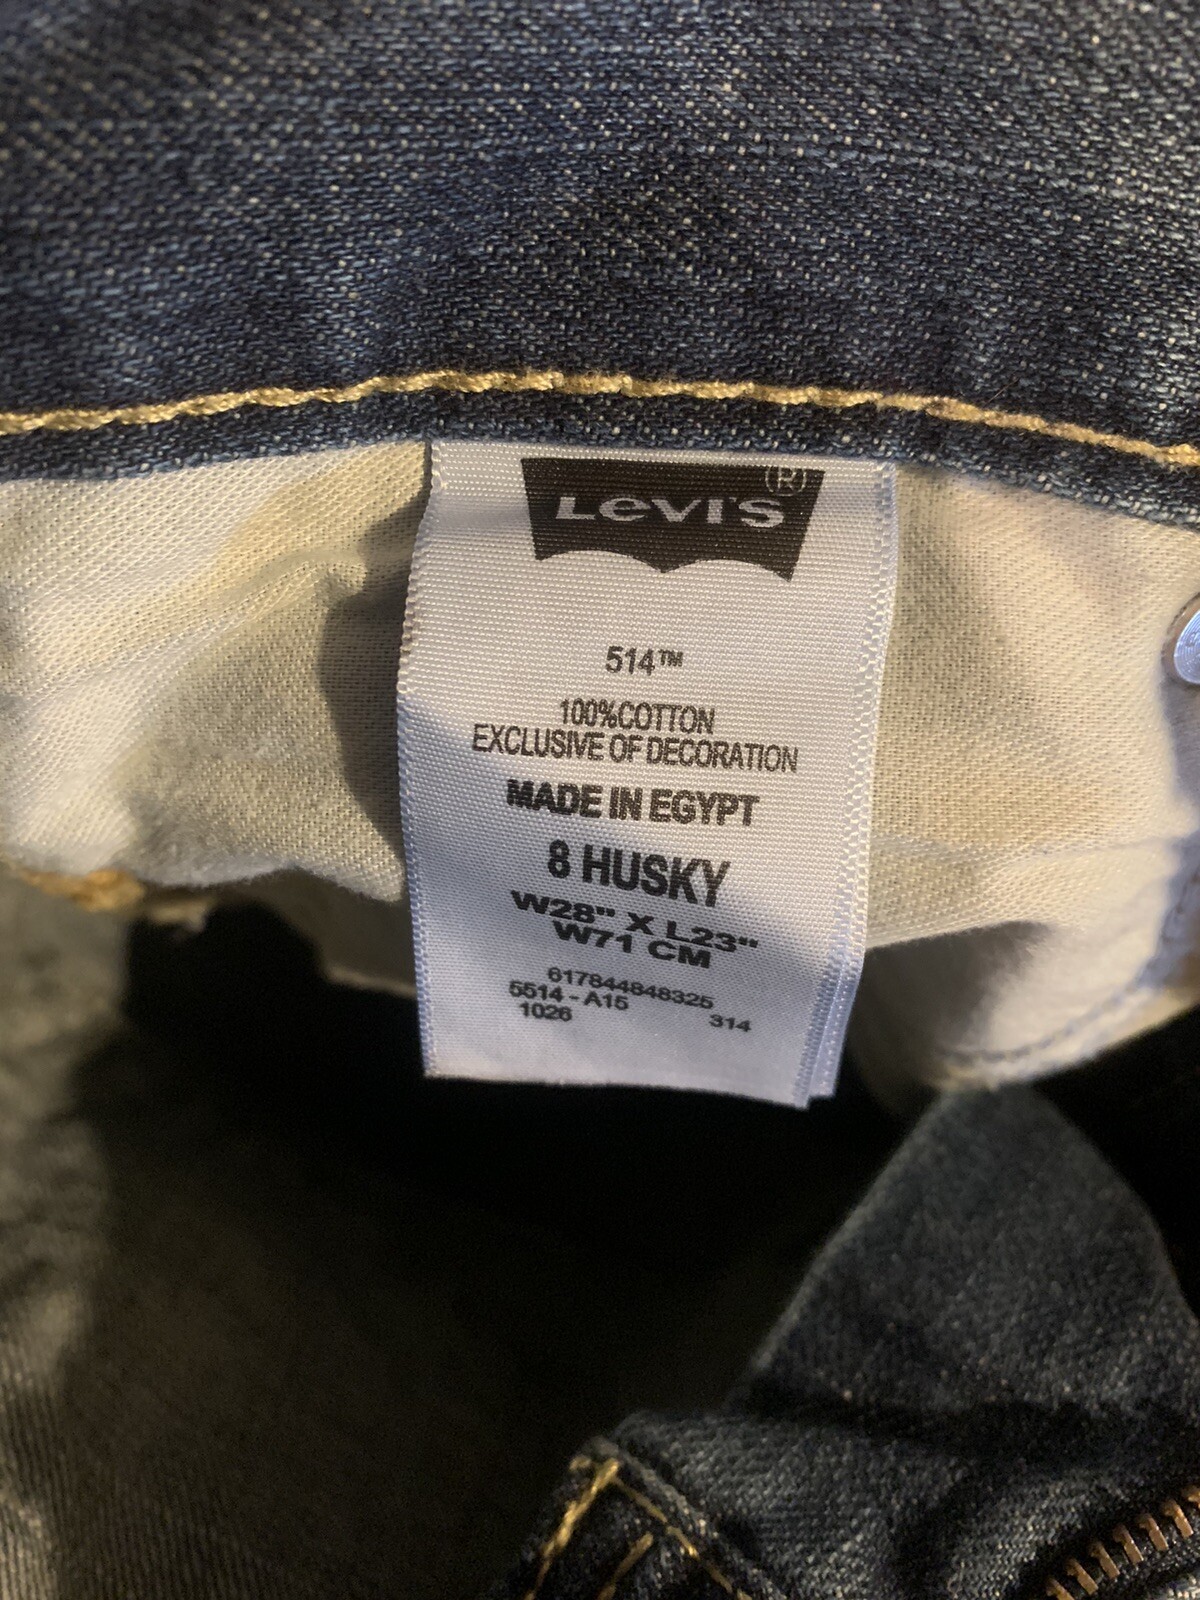 LEVI'S®
514™
100%COTTON
EXCLUSIVE OF DECORATION
MADE IN EGYPT
8 HUSKY
W28" X L23"
W71 CM
617844848325
5514 - A15
1026 314